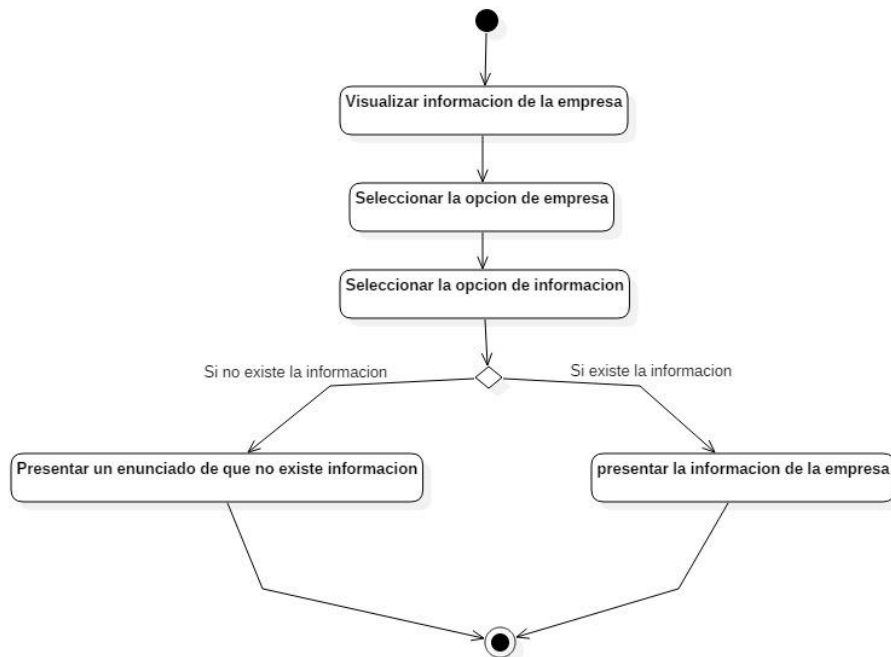 Visualizar informacion de la empresa
Seleccionar la opcion de empresa
Seleccionar la opcion de informacion
Si no existe la informacion
Si existe la informacion
Presentar un enunciado de que no existe informacion
presentar la informacion de la empresa